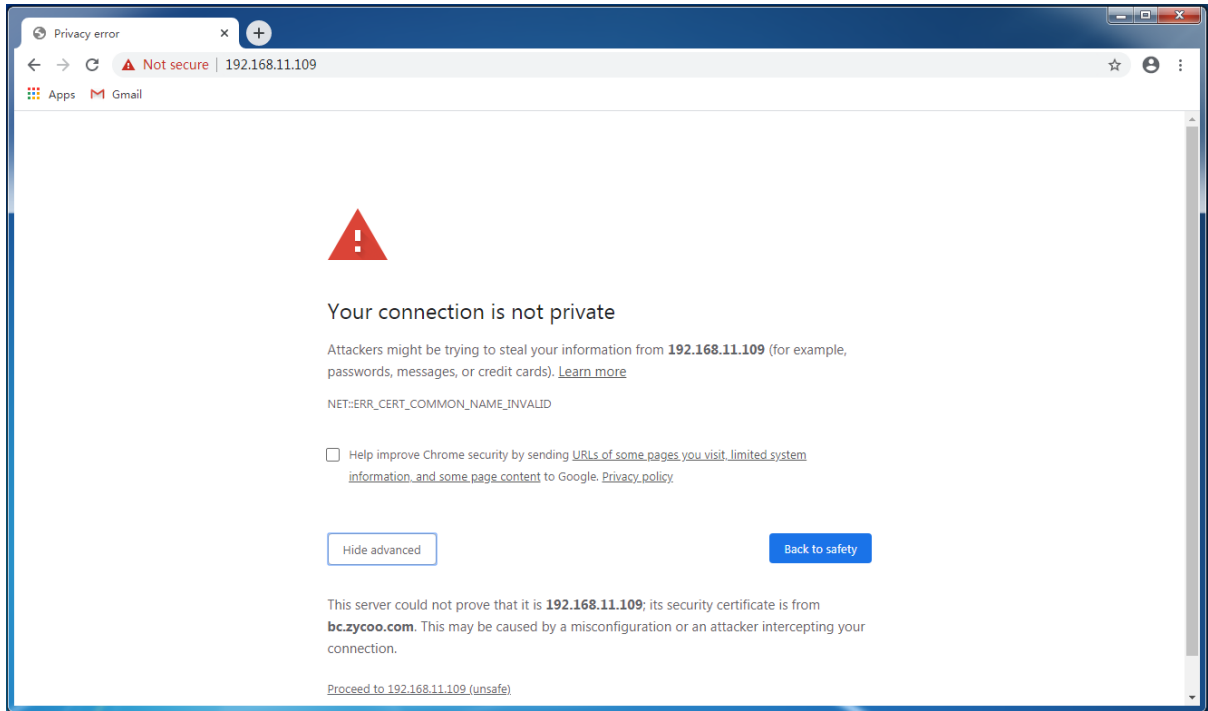 Privacy error
Not secure | 192.168.11.109
Apps Gmail
Your connection is not private
Attackers might be trying to steal your information from 192.168.11.109 (for example,
passwords, messages, or credit cards). Learn more
NET::ERR_CERT_COMMON_NAME_INVALID
Help improve Chrome security by sending URLs of some pages you visit, limited system
information, and some page content to Google. Privacy policy
Hide advanced Back to safety
This server could not prove that it is 192.168.11.109; its security certificate is from
bc.zycoo.com. This may be caused by a misconfiguration or an attacker intercepting your
connection.
Proceed to 192.168.11.109 (unsafe)